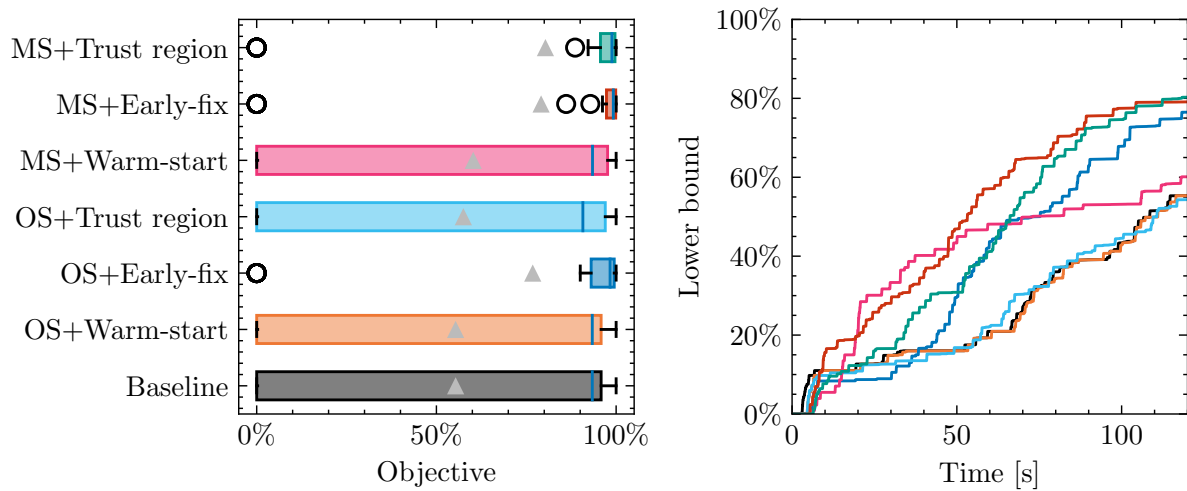 MS+Trust region
MS+Early-fix
MS+Warm-start
OS+Trust region
OS+Early-fix
OS+Warm-start
Baseline
0% 50% 100%
Objective
100%
80%
60%
40%
20%
0%
Lower bound
0 50 100
Time [s]